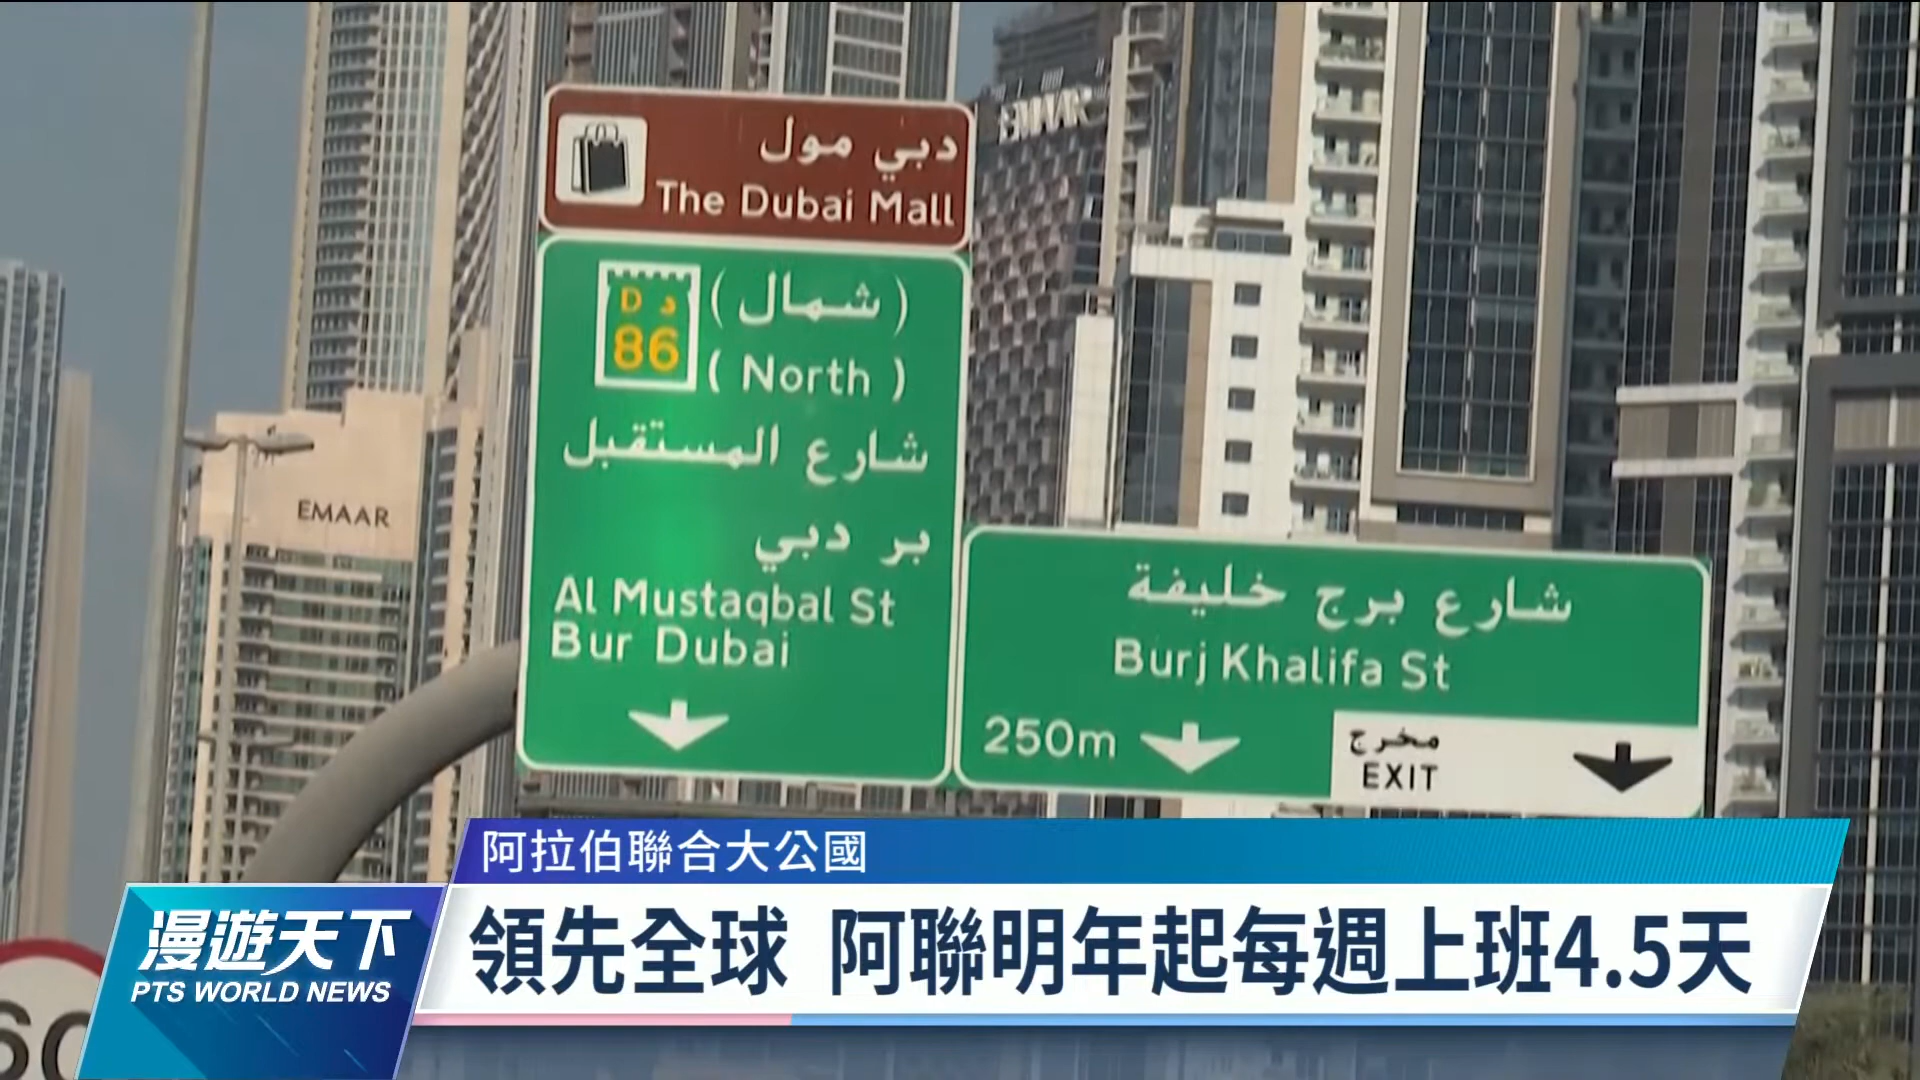 دبي مول
The Dubai Mall
EMAAR
D د
86
(شمال)
( North )
شارع المستقبل
بر دبي
Al Mustaqbal St
Bur Dubai
EMAAR
شارع برج خليفة
Burj Khalifa St
250m
مخرج
EXIT
60
阿拉伯聯合大公國
漫遊天下
PTS WORLD NEWS
領先全球 阿聯明年起每週上班4.5天